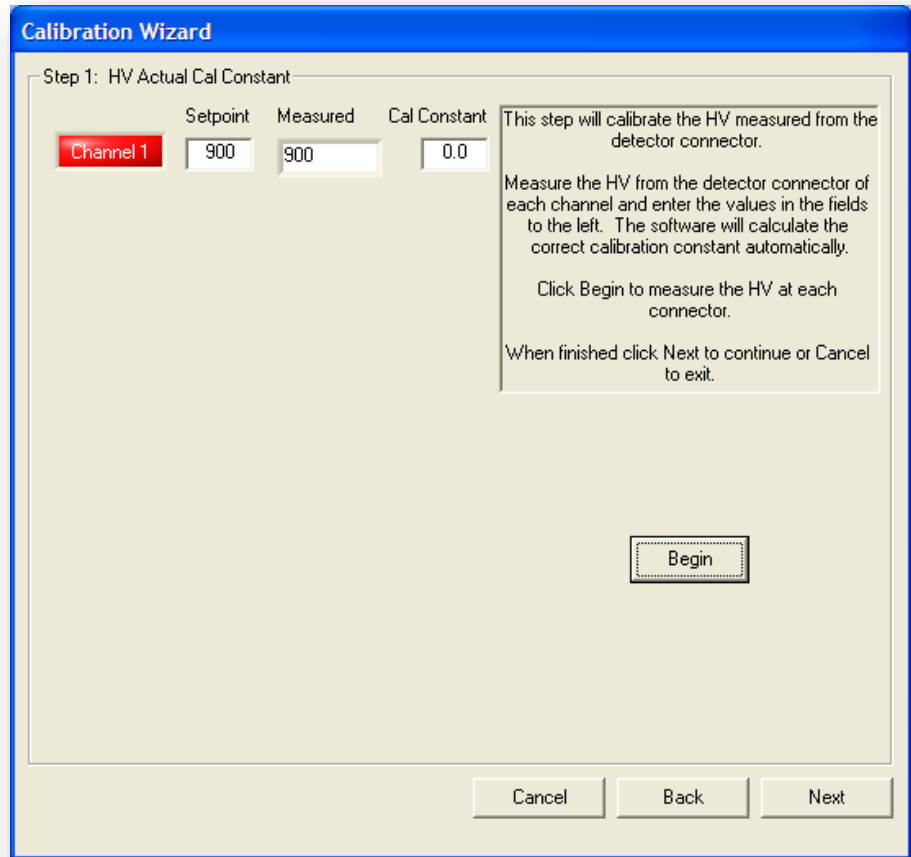 Calibration Wizard
Step 1:  HV Actual Cal Constant
Setpoint Measured Cal Constant
Channel 1 900 900 0.0
This step will calibrate the HV measured from the
detector connector.
Measure the HV from the detector connector of
each channel and enter the values in the fields
to the left.  The software will calculate the
correct calibration constant automatically.
Click Begin to measure the HV at each
connector.
When finished click Next to continue or Cancel
to exit.
Begin
Cancel Back Next